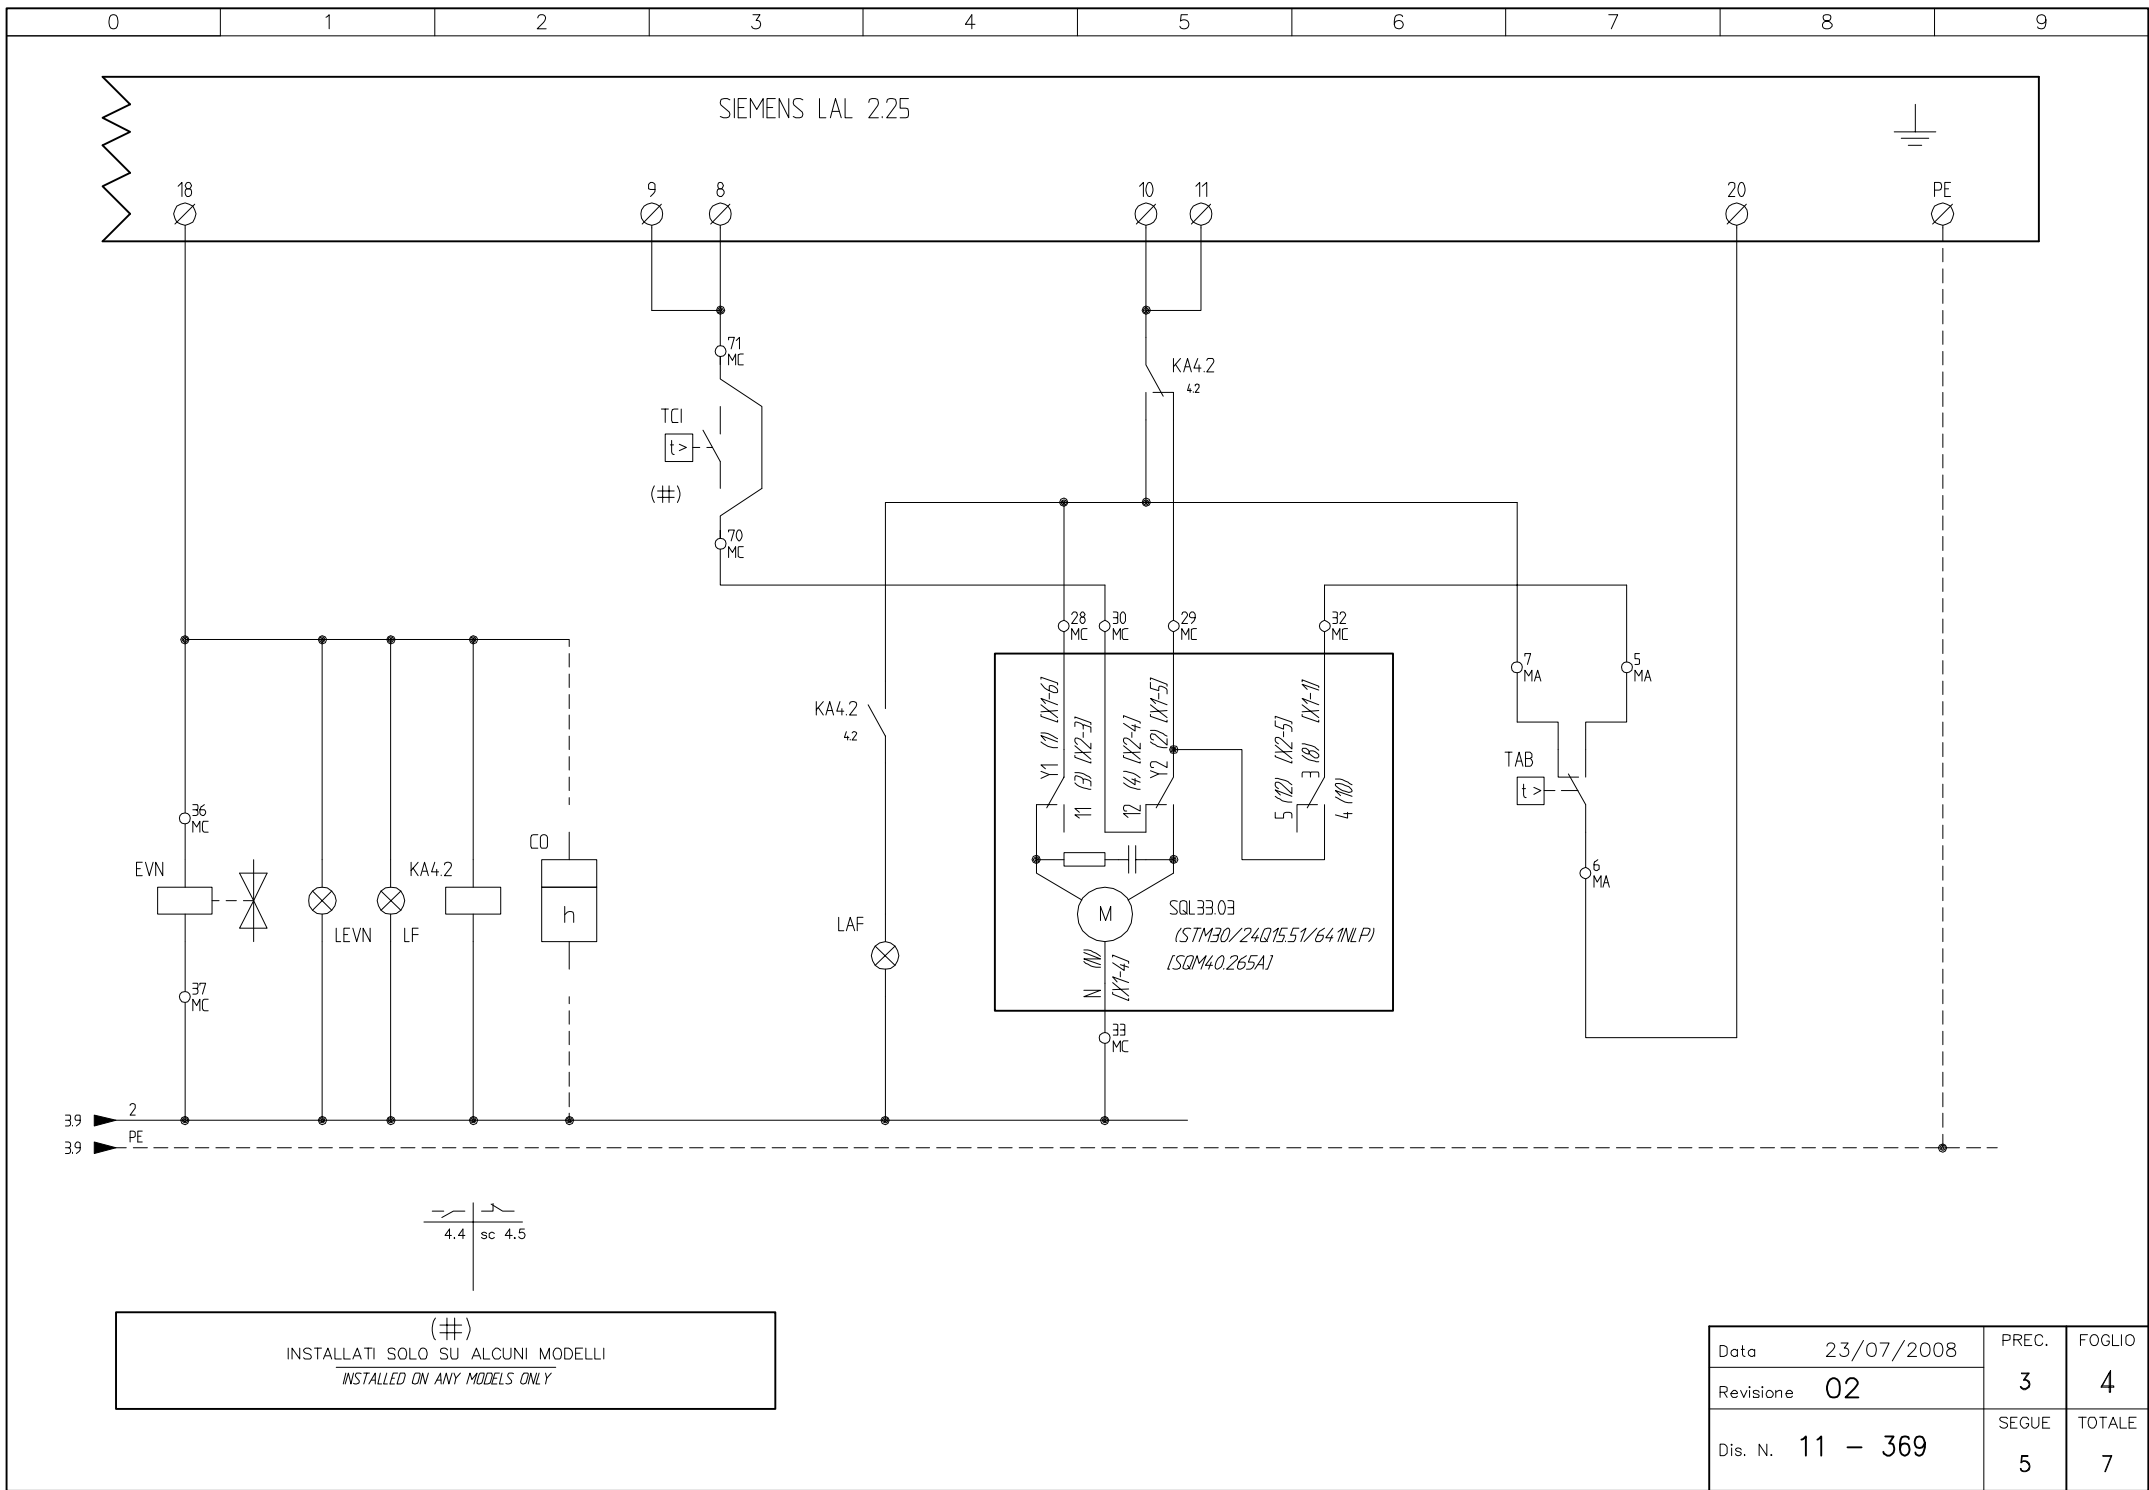 0 1 2 3 4 5 6 7 8 9
SIEMENS LAL 2.25
18 9 8 10 11 20 PE
71
MC
KA4.2
4.2
TCI
t>
(#)
70
MC
28
MC
30
MC
29
MC
32
MC
7
MA
5
MA
KA4.2
4.2
Y1 (1) [X1-6]
11 (3) [X2-3]
12 (4) [X2-4]
Y2 (2) [X1-5]
5 (12) [X2-5]
3 (8) [X1-1]
4 (10)
TAB
t>
36
MC
CO
EVN
KA4.2
h
LEVN
LF
LAF
M
SQL33.03
(STM30/24Q15.51/641NLP)
[SQM40.265A]
6
MA
37
MC
N (N)
[X1-4]
33
MC
3.9 2
3.9 PE
4.4 sc 4.5
(#)
INSTALLATI SOLO SU ALCUNI MODELLI
INSTALLED ON ANY MODELS ONLY
Data 23/07/2008
Revisione 02
Dis. N. 11 - 369
PREC.
3
FOGLIO
4
SEGUE
5
TOTALE
7